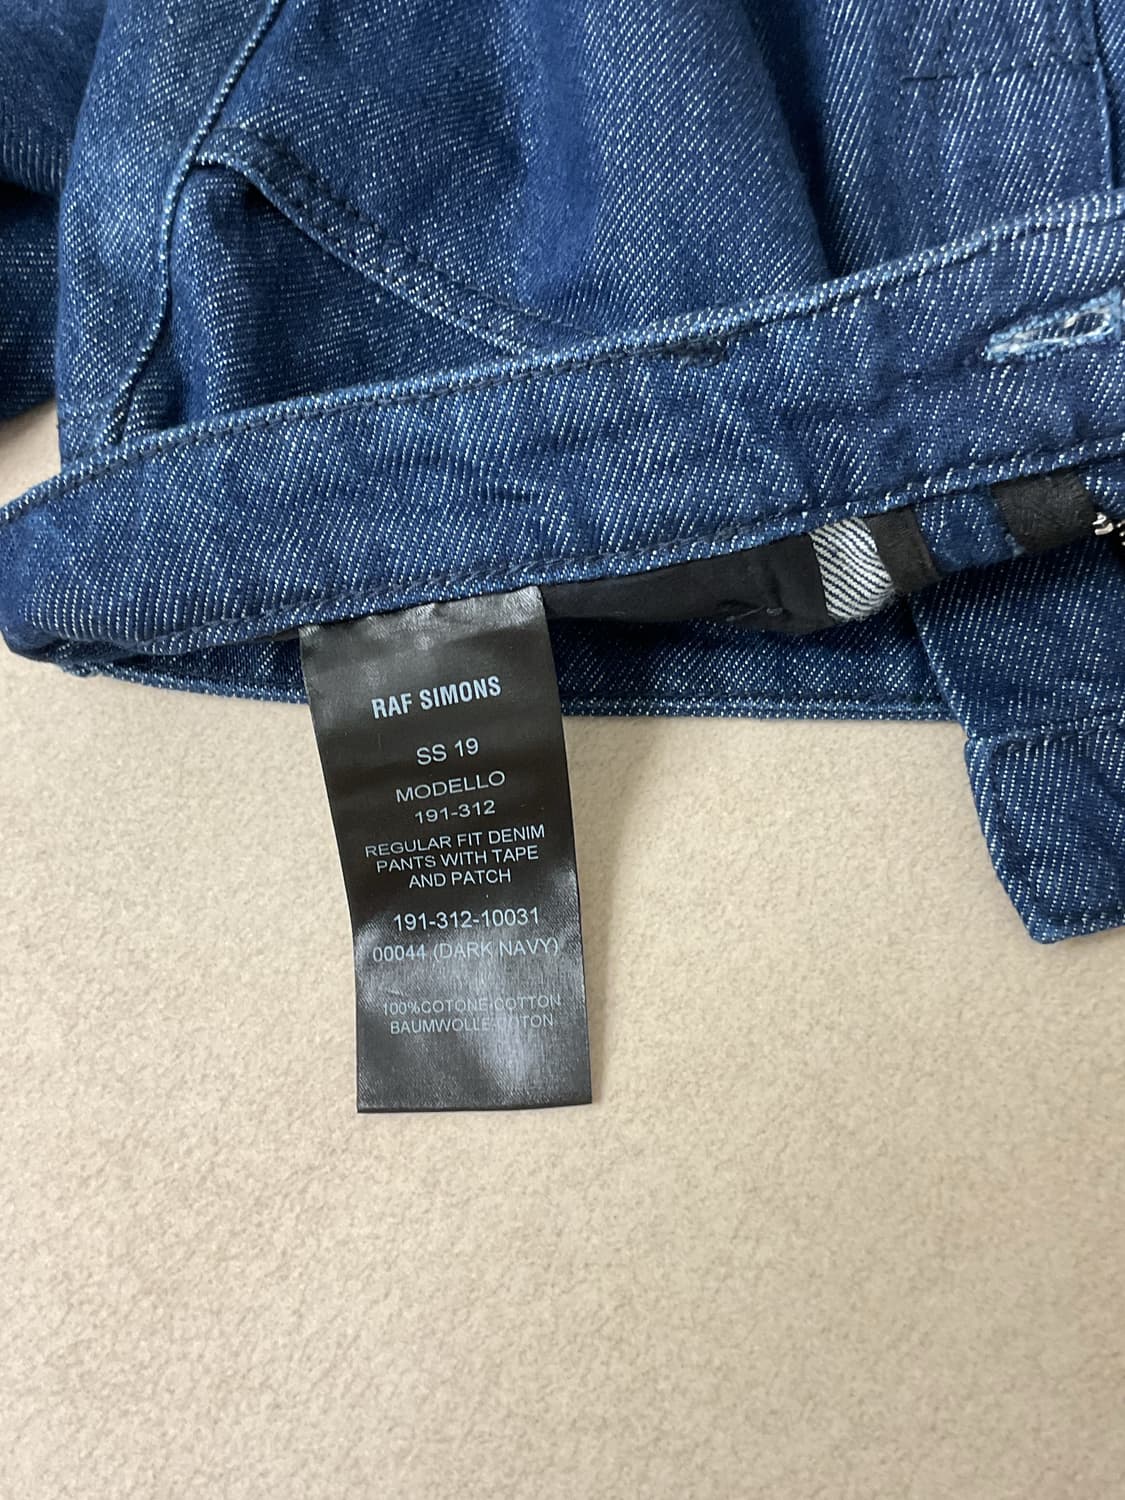 RAF SIMONS
SS 19
MODELLO
191-312
REGULAR FIT DENIM
PANTS WITH TAPE
AND PATCH
191-312-10031
00044 (DARK NAVY)
100%COTONE-COTTON
BAUMWOLLE-COTON